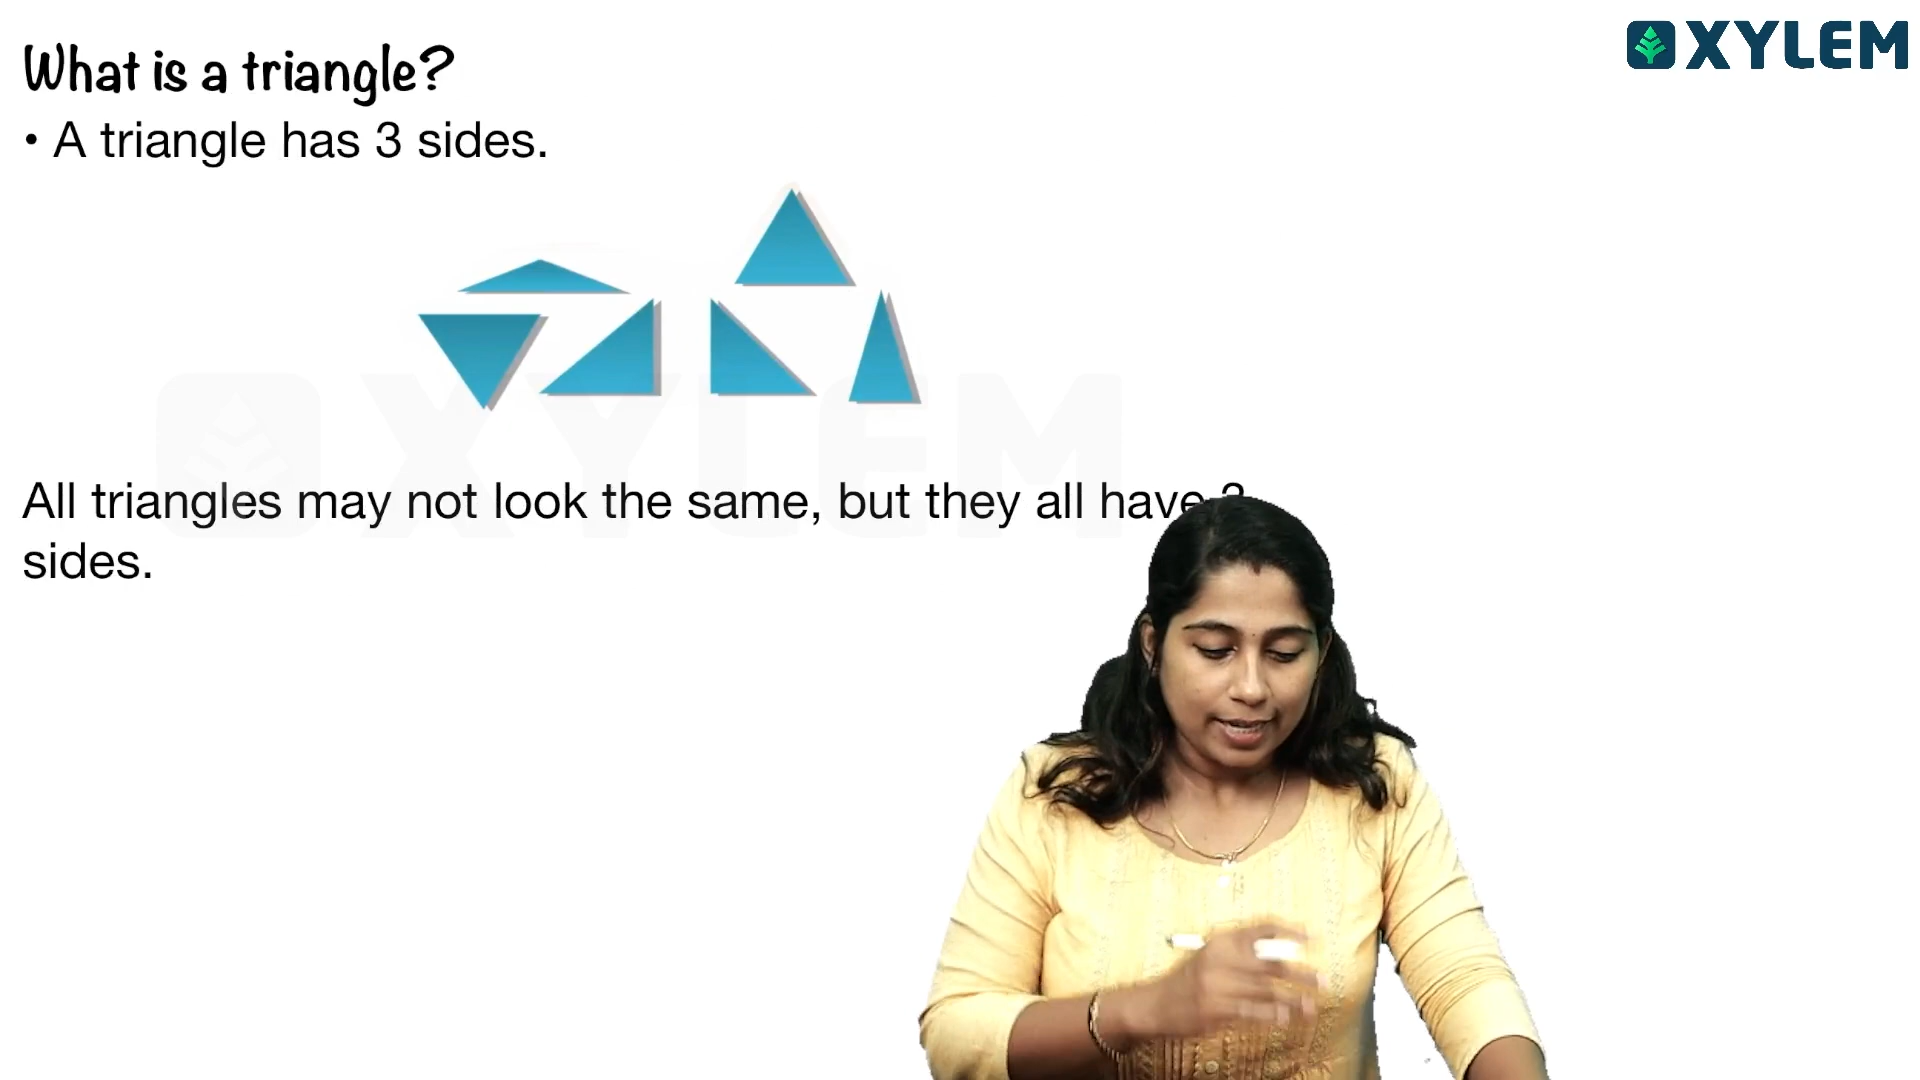 XYLEM
What is a triangle?
• A triangle has 3 sides.
XYLEM
All triangles may not look the same, but they all have
sides.